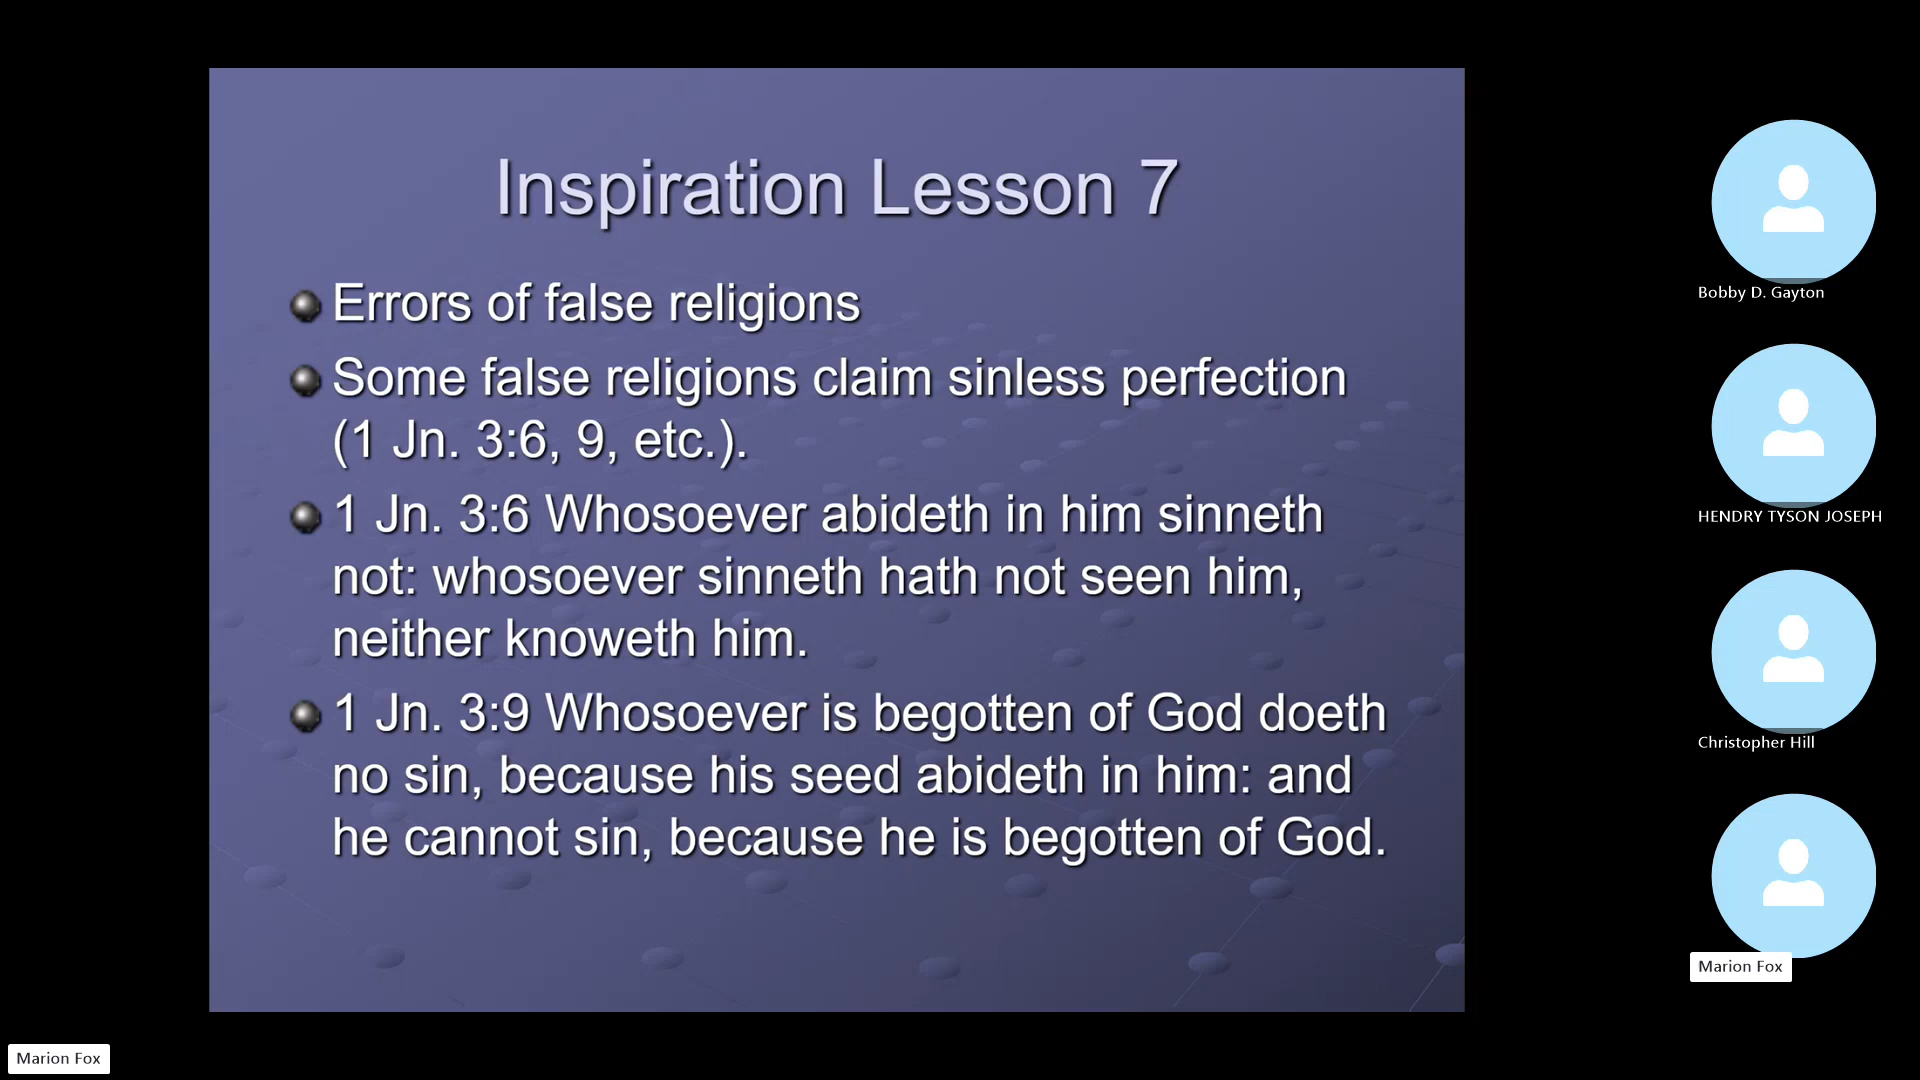 Inspiration Lesson 7
Errors of false religions
Some false religions claim sinless perfection
(1 Jn. 3:6, 9, etc.).
1 Jn. 3:6 Whosoever abideth in him sinneth
not: whosoever sinneth hath not seen him,
neither knoweth him.
1 Jn. 3:9 Whosoever is begotten of God doeth
no sin, because his seed abideth in him: and
he cannot sin, because he is begotten of God.
Bobby D. Gayton
HENDRY TYSON JOSEPH
Christopher Hill
Marion Fox
Marion Fox